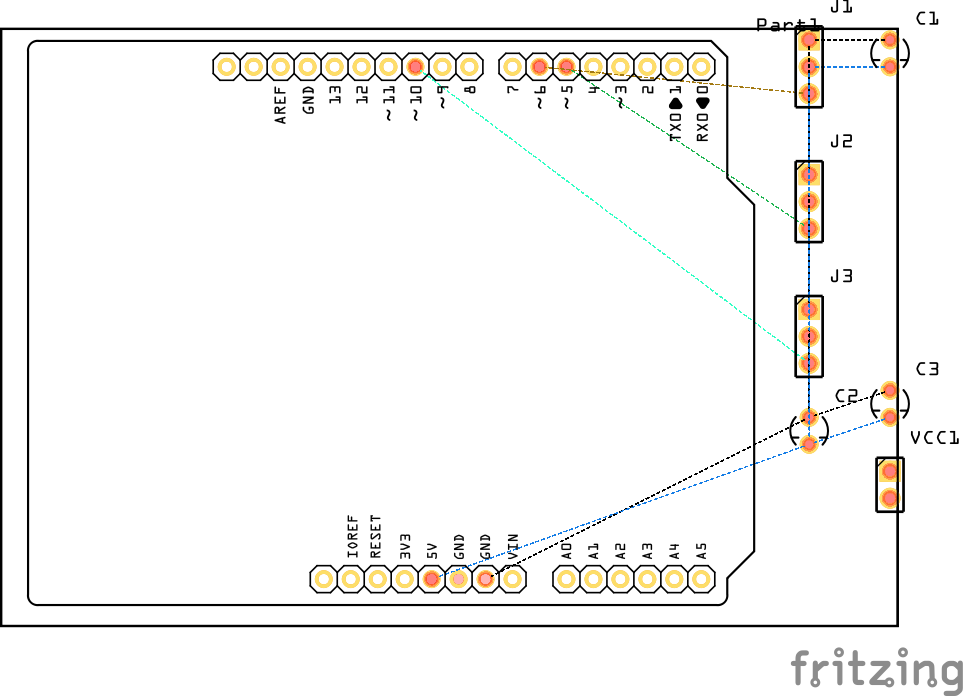 J1
C1
Part1
AREF
GND
13
12
~11
~10
~9
8
7
~6
~5
4
~3
2
TX0▶1
RX0◀0
J2
J3
C3
C2
VCC1
IOREF
RESET
3V3
5V
GND
GND
VIN
A0
A1
A2
A3
A4
A5
fritzing